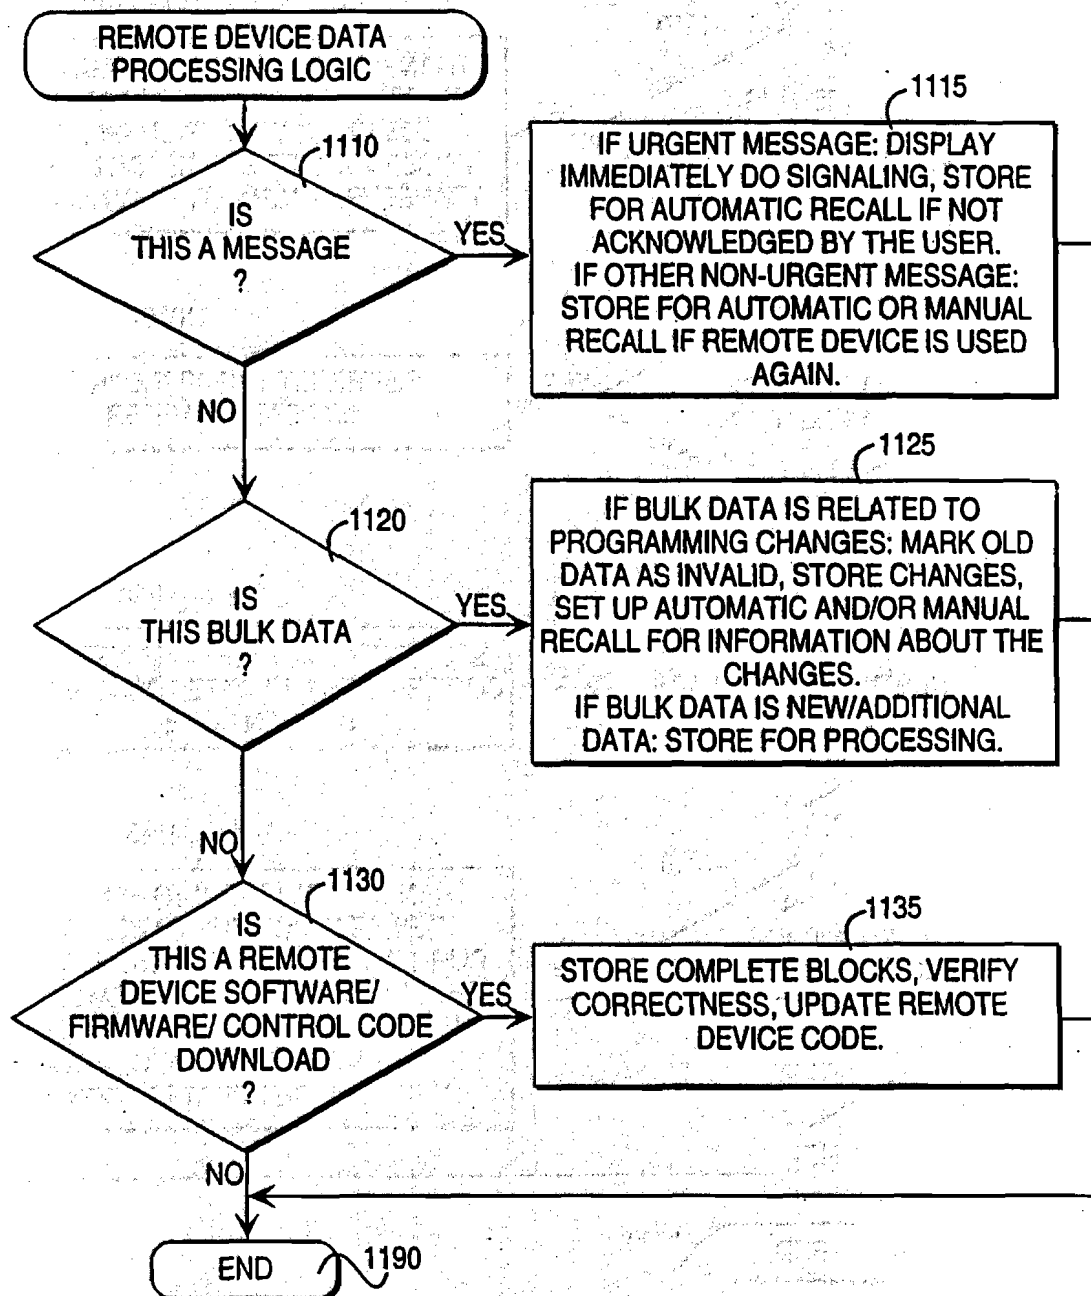 REMOTE DEVICE DATA
PROCESSING LOGIC
1110
IS
THIS A MESSAGE
?
YES
NO
1115
IF URGENT MESSAGE: DISPLAY
IMMEDIATELY DO SIGNALING, STORE
FOR AUTOMATIC RECALL IF NOT
ACKNOWLEDGED BY THE USER.
IF OTHER NON-URGENT MESSAGE:
STORE FOR AUTOMATIC OR MANUAL
RECALL IF REMOTE DEVICE IS USED
AGAIN.
1120
IS
THIS BULK DATA
?
YES
NO
1125
IF BULK DATA IS RELATED TO
PROGRAMMING CHANGES: MARK OLD
DATA AS INVALID, STORE CHANGES,
SET UP AUTOMATIC AND/OR MANUAL
RECALL FOR INFORMATION ABOUT THE
CHANGES.
IF BULK DATA IS NEW/ADDITIONAL
DATA: STORE FOR PROCESSING.
1130
IS
THIS A REMOTE
DEVICE SOFTWARE/
FIRMWARE/ CONTROL CODE
DOWNLOAD
?
YES
NO
1135
STORE COMPLETE BLOCKS, VERIFY
CORRECTNESS, UPDATE REMOTE
DEVICE CODE.
END
1190